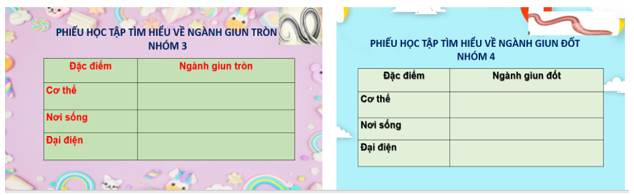 PHIẾU HỌC TẬP TÌM HIỂU VỀ NGÀNH GIUN TRÒN
NHÓM 3
Đặc điểm Ngành giun tròn
Cơ thể
Nơi sống
Đại điện
PHIẾU HỌC TẬP TÌM HIỂU VỀ NGÀNH GIUN ĐỐT
NHÓM 4
Đặc điểm Ngành giun đốt
Cơ thể
Nơi sống
Đại điện